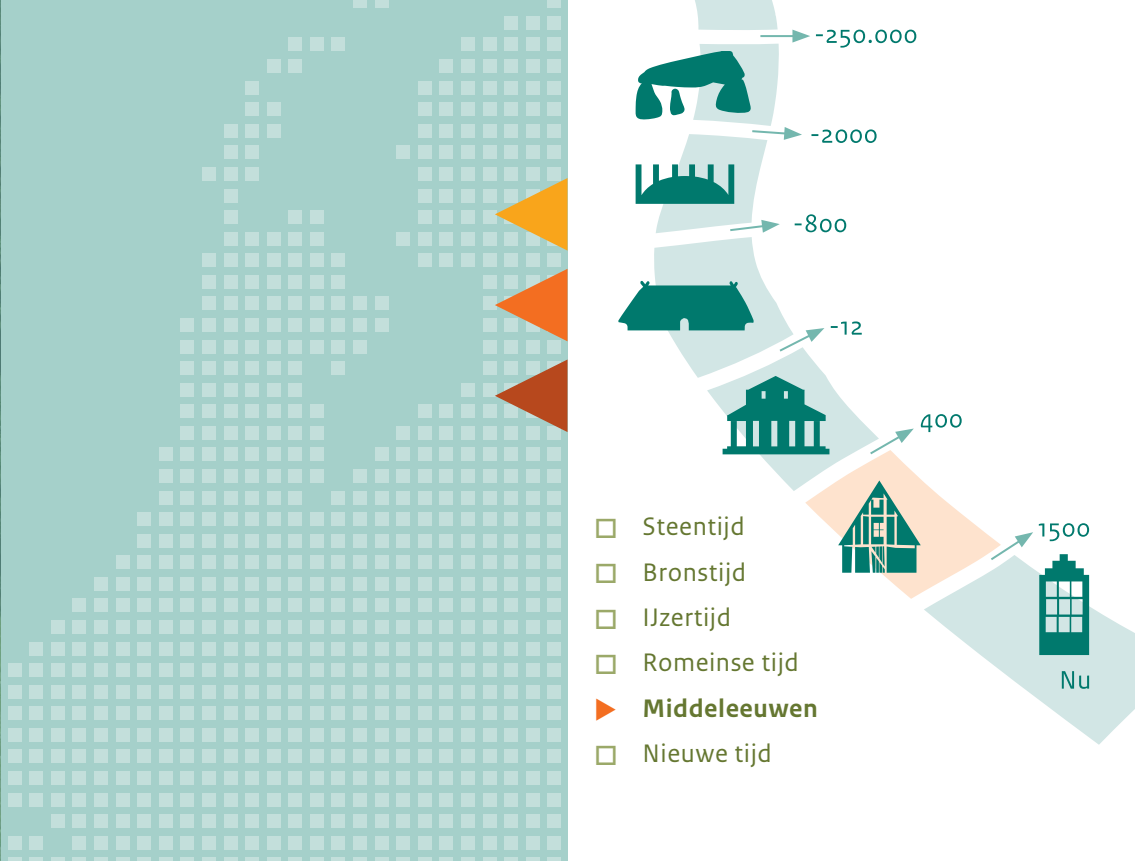 -250.000
-2000
-800
-12
400
1500
Nu
Steentijd
Bronstijd
IJzertijd
Romeinse tijd
Middeleeuwen
Nieuwe tijd